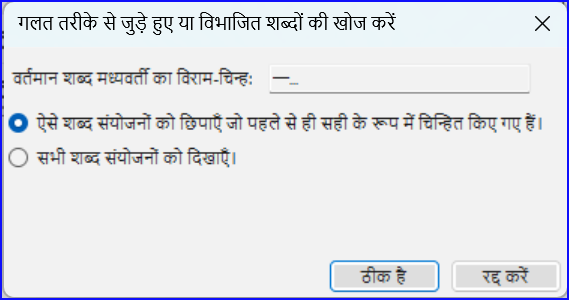 गलत तरीके से जुड़े हुए या विभाजित शब्दों की खोज करें
वर्तमान शब्द मध्यवर्ती का विराम-चिन्ह: —_
ऐसे शब्द संयोजनों को छिपाएँ जो पहले से ही सही के रूप में चिन्हित किए गए हैं।
सभी शब्द संयोजनों को दिखाएँ।
ठीक है रद्द करें